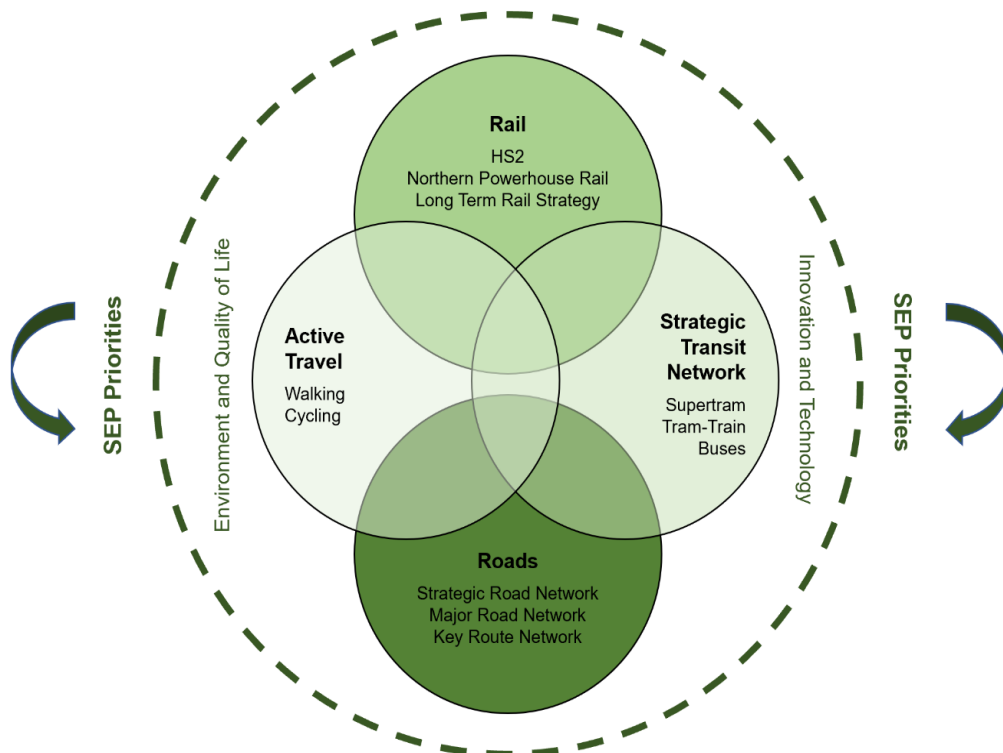 Rail
HS2
Northern Powerhouse Rail
Long Term Rail Strategy
SEP Priorities
Environment and Quality of Life
Active
Travel
Walking
Cycling
Strategic
Transit
Network
Supertram
Tram-Train
Buses
Innovation and Technology
SEP Priorities
Roads
Strategic Road Network
Major Road Network
Key Route Network